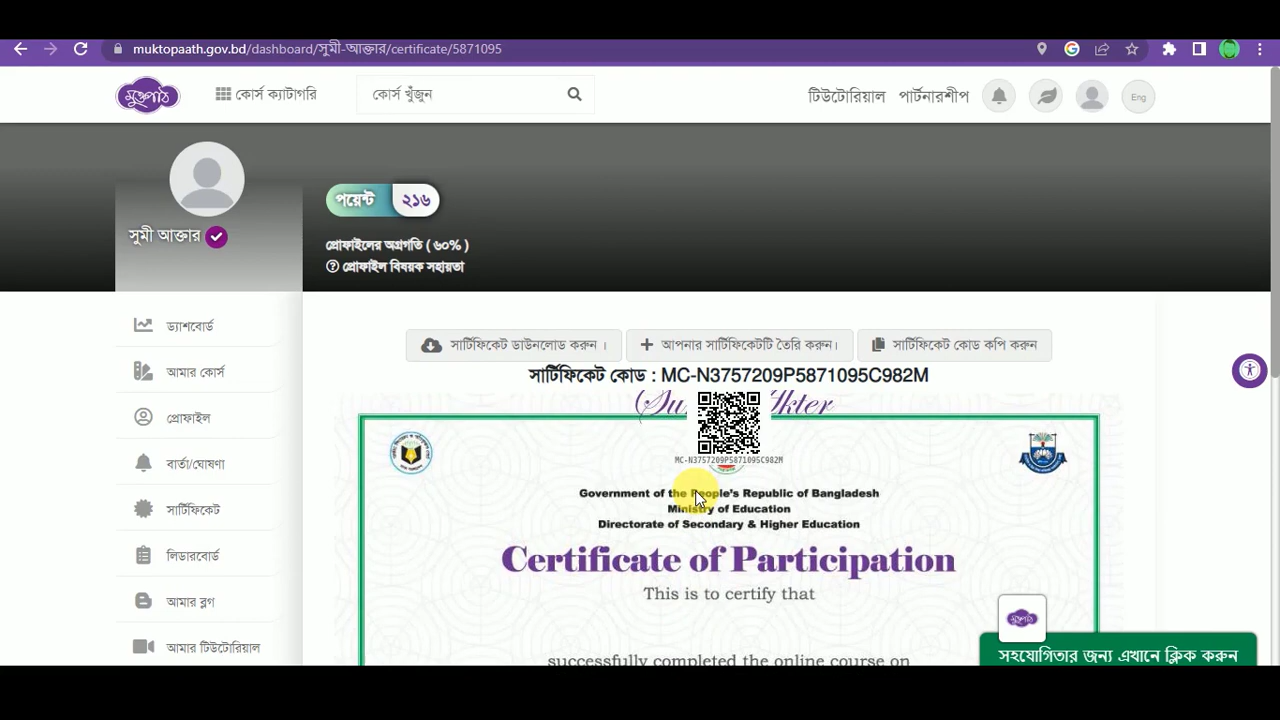 muktopaath.gov.bd/dashboard/সুমী-আক্তার/certificate/5871095
মুক্তপাঠ
কোর্স ক্যাটাগরি
কোর্স খুঁজুন
টিউটোরিয়াল
পার্টনারশীপ
Eng
পয়েন্ট ২১৬
সুমী আক্তার
প্রোফাইলের অগ্রগতি ( ৬০% )
প্রোফাইল বিষয়ক সহায়তা
ড্যাশবোর্ড
আমার কোর্স
প্রোফাইল
বার্তা/ঘোষণা
সার্টিফিকেট
লিডারবোর্ড
আমার ব্লগ
আমার টিউটোরিয়াল
সার্টিফিকেট ডাউনলোড করুন ।
আপনার সার্টিফিকেটটি তৈরি করুন।
সার্টিফিকেট কোড কপি করুন
সার্টিফিকেট কোড : MC-N3757209P5871095C982M
MC-N3757209P5871095C982M
Government of the People's Republic of Bangladesh
Ministry of Education
Directorate of Secondary & Higher Education
Certificate of Participation
This is to certify that
successfully completed the online course on
সহযোগিতার জন্য এখানে ক্লিক করুন